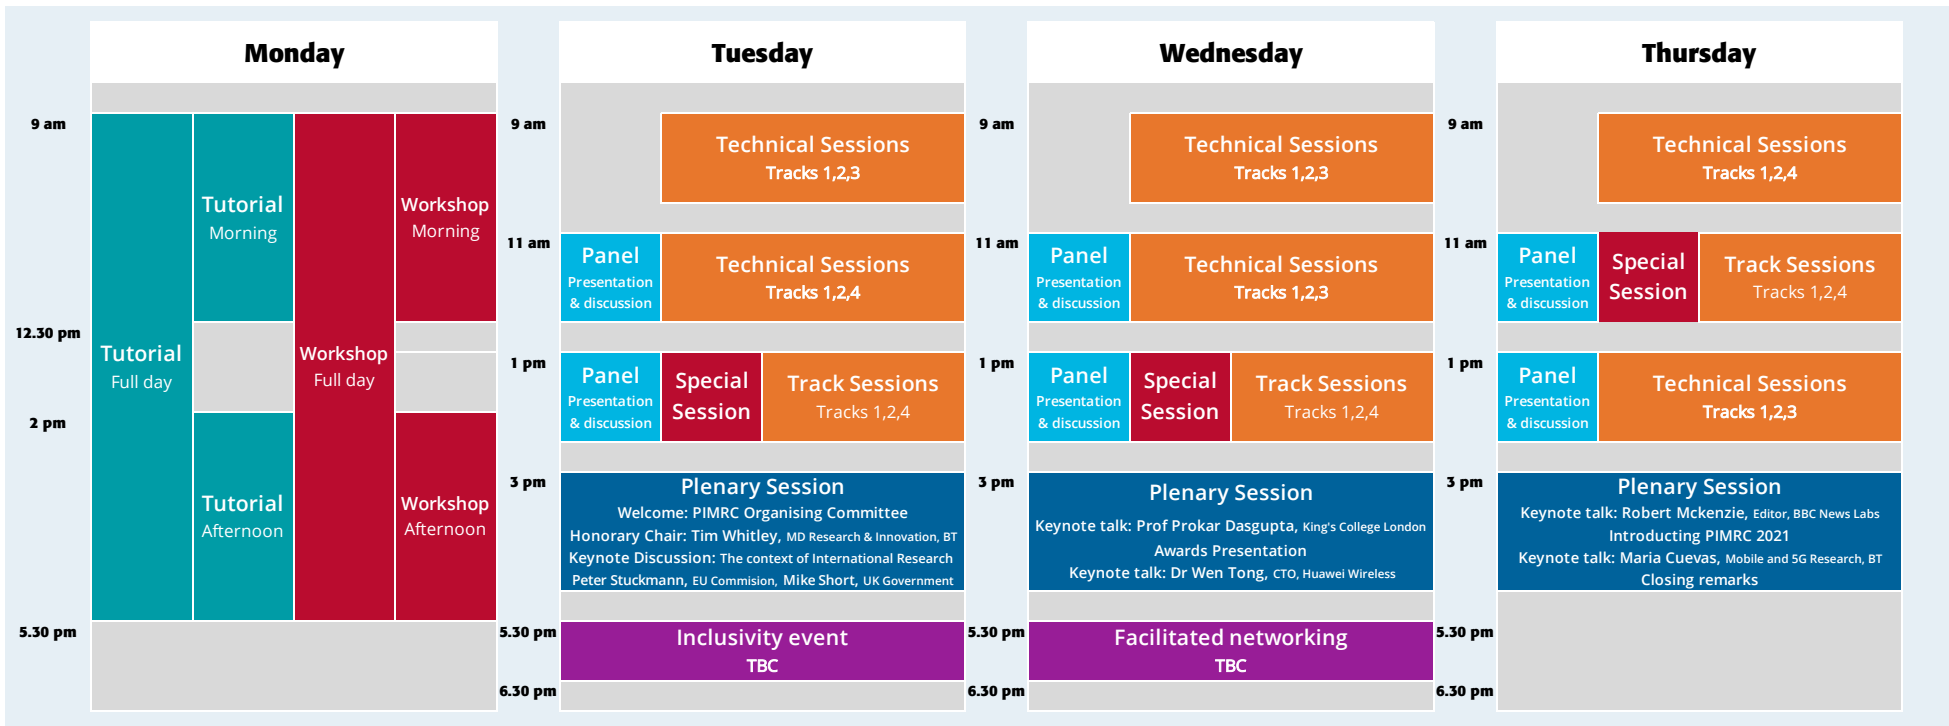 Monday
9 am
Tutorial
Morning
Workshop
Morning
12.30 pm
Tutorial
Full day
Workshop
Full day
2 pm
Tutorial
Afternoon
Workshop
Afternoon
5.30 pm
Tuesday
9 am
Technical Sessions
Tracks 1,2,3
11 am
Panel
Presentation
& discussion
Technical Sessions
Tracks 1,2,4
1 pm
Panel
Presentation
& discussion
Special
Session
Track Sessions
Tracks 1,2,4
3 pm
Plenary Session
Welcome: PIMRC Organising Committee
Honorary Chair: Tim Whitley, MD Research & Innovation, BT
Keynote Discussion: The context of International Research
Peter Stuckmann, EU Commision, Mike Short, UK Government
5.30 pm
Inclusivity event
TBC
6.30 pm
Wednesday
9 am
Technical Sessions
Tracks 1,2,3
11 am
Panel
Presentation
& discussion
Technical Sessions
Tracks 1,2,3
1 pm
Panel
Presentation
& discussion
Special
Session
Track Sessions
Tracks 1,2,4
3 pm
Plenary Session
Keynote talk: Prof Prokar Dasgupta, King's College London
Awards Presentation
Keynote talk: Dr Wen Tong, CTO, Huawei Wireless
5.30 pm
Facilitated networking
TBC
6.30 pm
Thursday
9 am
Technical Sessions
Tracks 1,2,4
11 am
Panel
Presentation
& discussion
Special
Session
Track Sessions
Tracks 1,2,4
1 pm
Panel
Presentation
& discussion
Technical Sessions
Tracks 1,2,3
3 pm
Plenary Session
Keynote talk: Robert Mckenzie, Editor, BBC News Labs
Introducting PIMRC 2021
Keynote talk: Maria Cuevas, Mobile and 5G Research, BT
Closing remarks
5.30 pm
6.30 pm